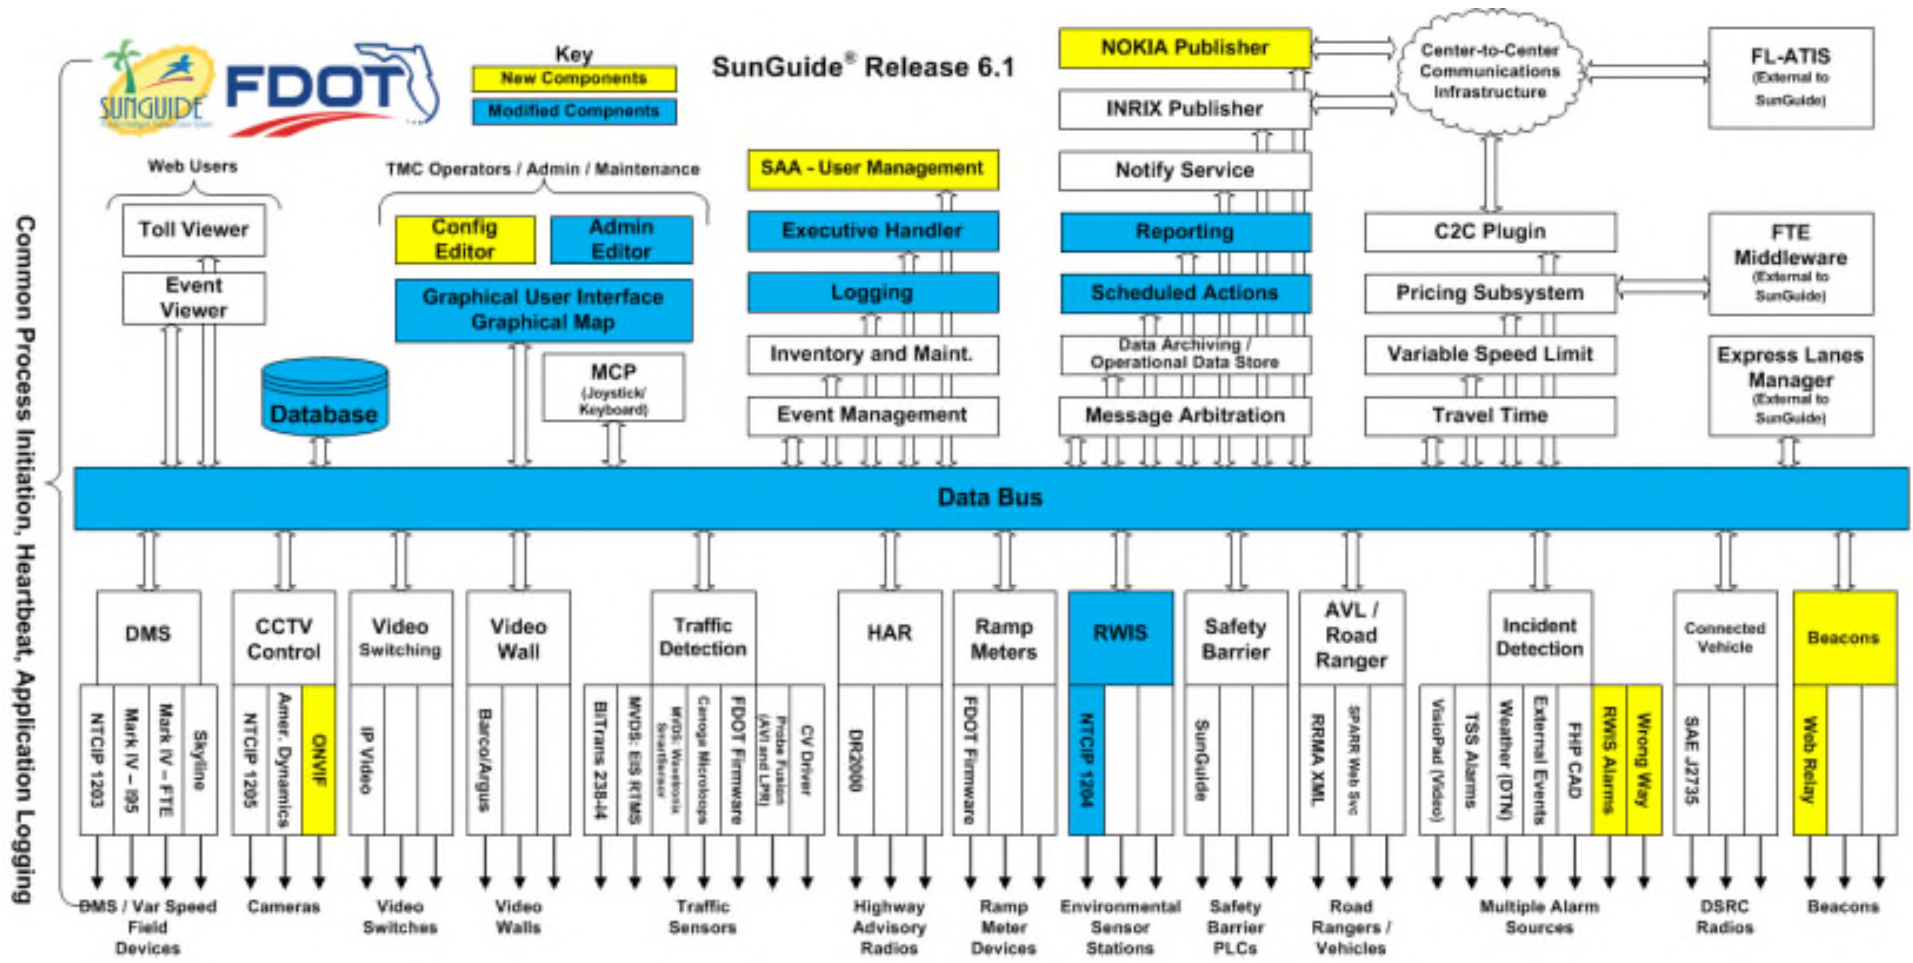 SUNGUIDE
FDOT
Key
New Components
Modified Compnents
SunGuide® Release 6.1
NOKIA Publisher
INRIX Publisher
Notify Service
Reporting
Scheduled Actions
Data Archiving /
Operational Data Store
Message Arbitration
Center-to-Center
Communications
Infrastructure
FL-ATIS
(External to
SunGuide)
Web Users
Toll Viewer
Event
Viewer
TMC Operators / Admin / Maintenance
Config
Editor
Admin
Editor
Graphical User Interface
Graphical Map
Database
MCP
(Joystick/
Keyboard)
SAA - User Management
Executive Handler
Logging
Inventory and Maint.
Event Management
C2C Plugin
Pricing Subsystem
Variable Speed Limit
Travel Time
FTE
Middleware
(External to
SunGuide)
Express Lanes
Manager
(External to
SunGuide)
Common Process Initiation, Heartbeat, Application Logging
Data Bus
DMS
NTCIP 1203
Mark IV – I95
Mark IV – FTE
Skyline
DMS / Var Speed
Field
Devices
CCTV
Control
NTCIP 1205
Amer. Dynamics
ONVIF
Cameras
Video
Switching
IP Video
Video
Switches
Video
Wall
Barco/Argus
Video
Walls
Traffic
Detection
BiTrans 238-I4
MVDS: EIS RTMS
MVDS: Wavetronix
SmartSensor
Canoga Microloops
FDOT Firmware
Probe Fusion
(AVI and LPR)
CV Driver
Traffic
Sensors
HAR
DR2000
Highway
Advisory
Radios
Ramp
Meters
FDOT Firmware
Ramp
Meter
Devices
RWIS
NTCIP 1204
Environmental
Sensor
Stations
Safety
Barrier
SunGuide
Safety
Barrier
PLCs
AVL /
Road
Ranger
RRMA XML
SPARR Web Svc
Road
Rangers /
Vehicles
Incident
Detection
VisioPad (Video)
TSS Alarms
Weather (DTN)
External Events
FHP CAD
RWIS Alarms
Wrong Way
Multiple Alarm
Sources
Connected
Vehicle
SAE J2735
DSRC
Radios
Beacons
Web Relay
Beacons